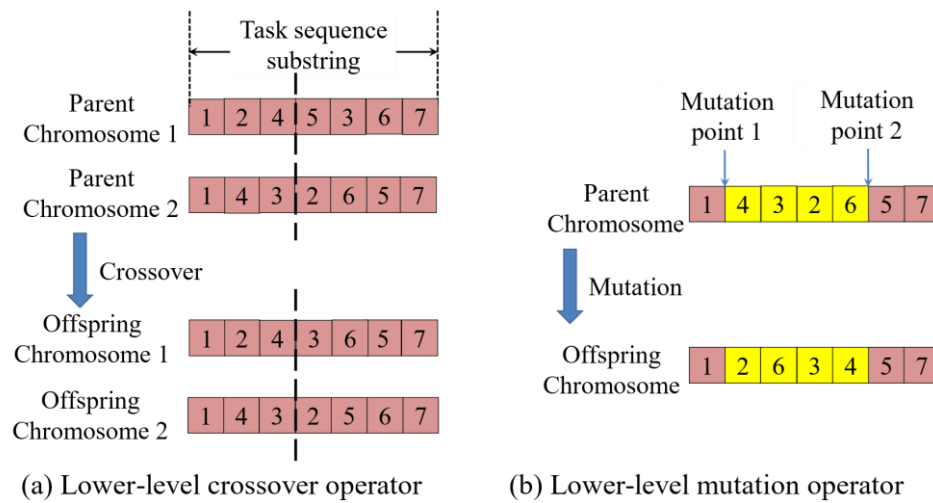 Task sequence
substring
Parent
Chromosome 1
1 2 4 5 3 6 7
Parent
Chromosome 2
1 4 3 2 6 5 7
Crossover
Offspring
Chromosome 1
1 2 4 3 6 5 7
Offspring
Chromosome 2
1 4 3 2 5 6 7
(a) Lower-level crossover operator
Mutation
point 1
Mutation
point 2
Parent
Chromosome
1 4 3 2 6 5 7
Mutation
Offspring
Chromosome
1 2 6 3 4 5 7
(b) Lower-level mutation operator